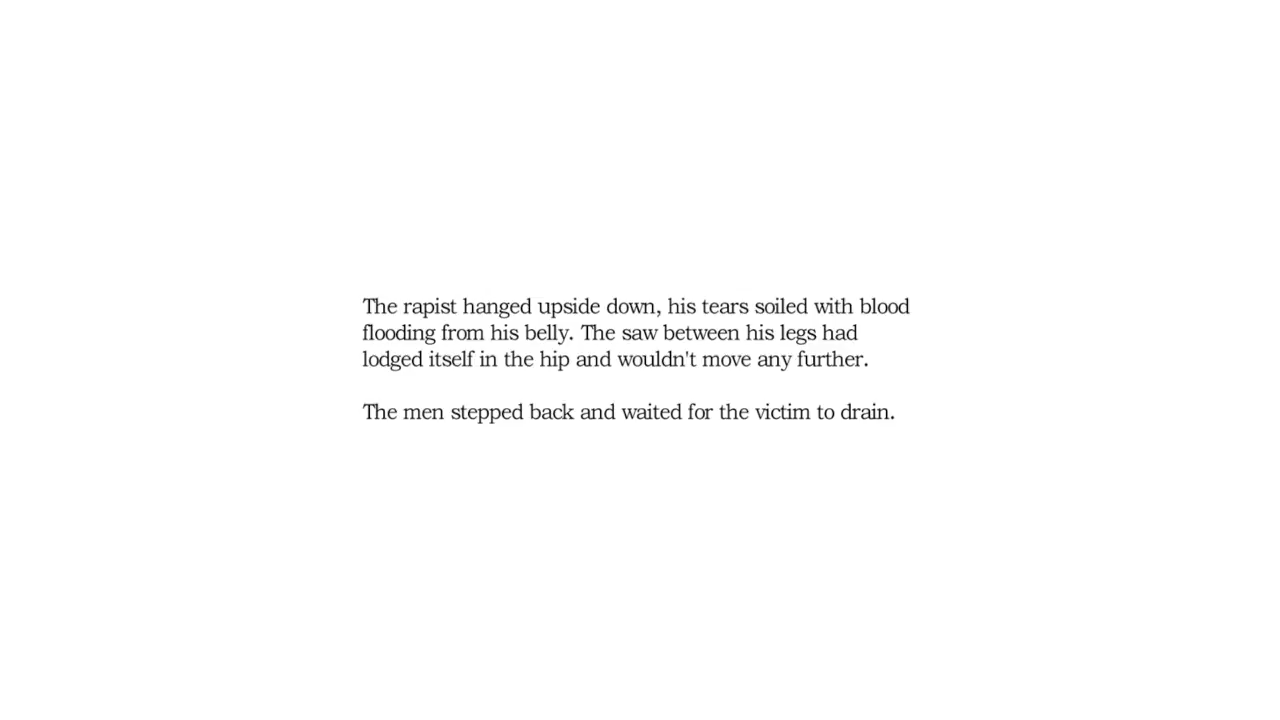 The rapist hanged upside down, his tears soiled with blood
flooding from his belly. The saw between his legs had
lodged itself in the hip and wouldn't move any further.
The men stepped back and waited for the victim to drain.